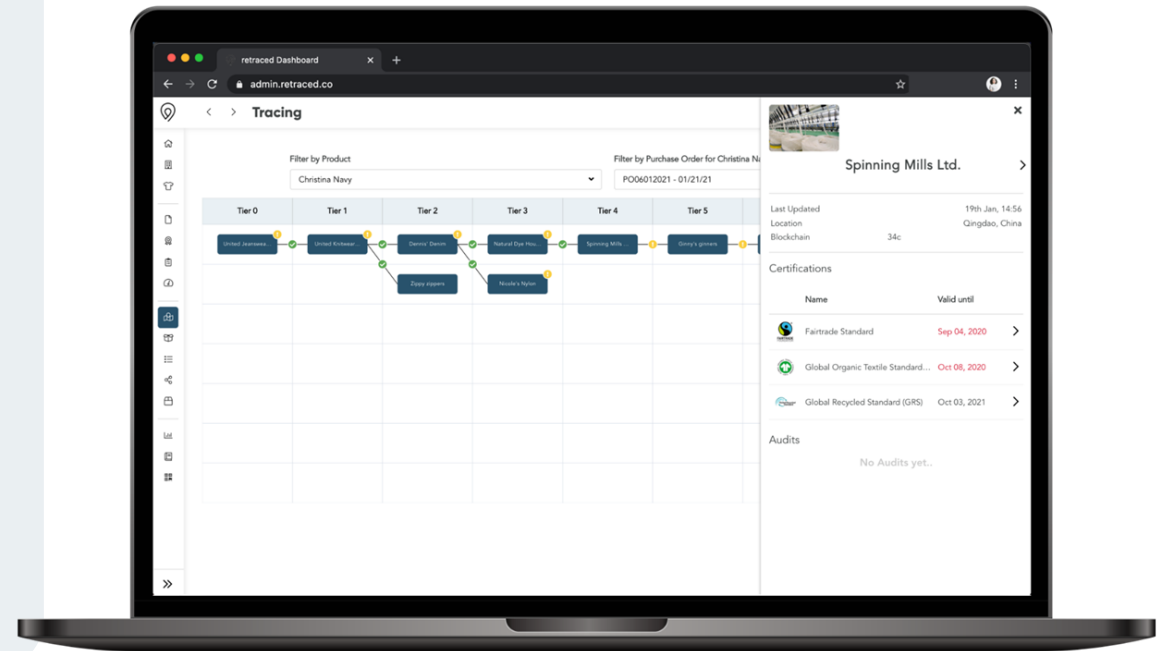 retraced Dashboard
admin.retraced.co
Tracing
Filter by Product
Filter by Purchase Order for Christina Na
Christina Navy
PO06012021 - 01/21/21
Tier 0 Tier 1 Tier 2 Tier 3 Tier 4 Tier 5
United Jeanswea... United Knitwear... Dennis' Denim Natural Dye Hou... Spinning Mills ... Ginny's ginners
Zippy zippers Nicole's Nylon
Spinning Mills Ltd.
Last Updated 19th Jan, 14:56
Location Qingdao, China
Blockchain 34c
Certifications
Name Valid until
Fairtrade Standard Sep 04, 2020
Global Organic Textile Standard... Oct 08, 2020
Global Recycled Standard (GRS) Oct 03, 2021
Audits
No Audits yet..